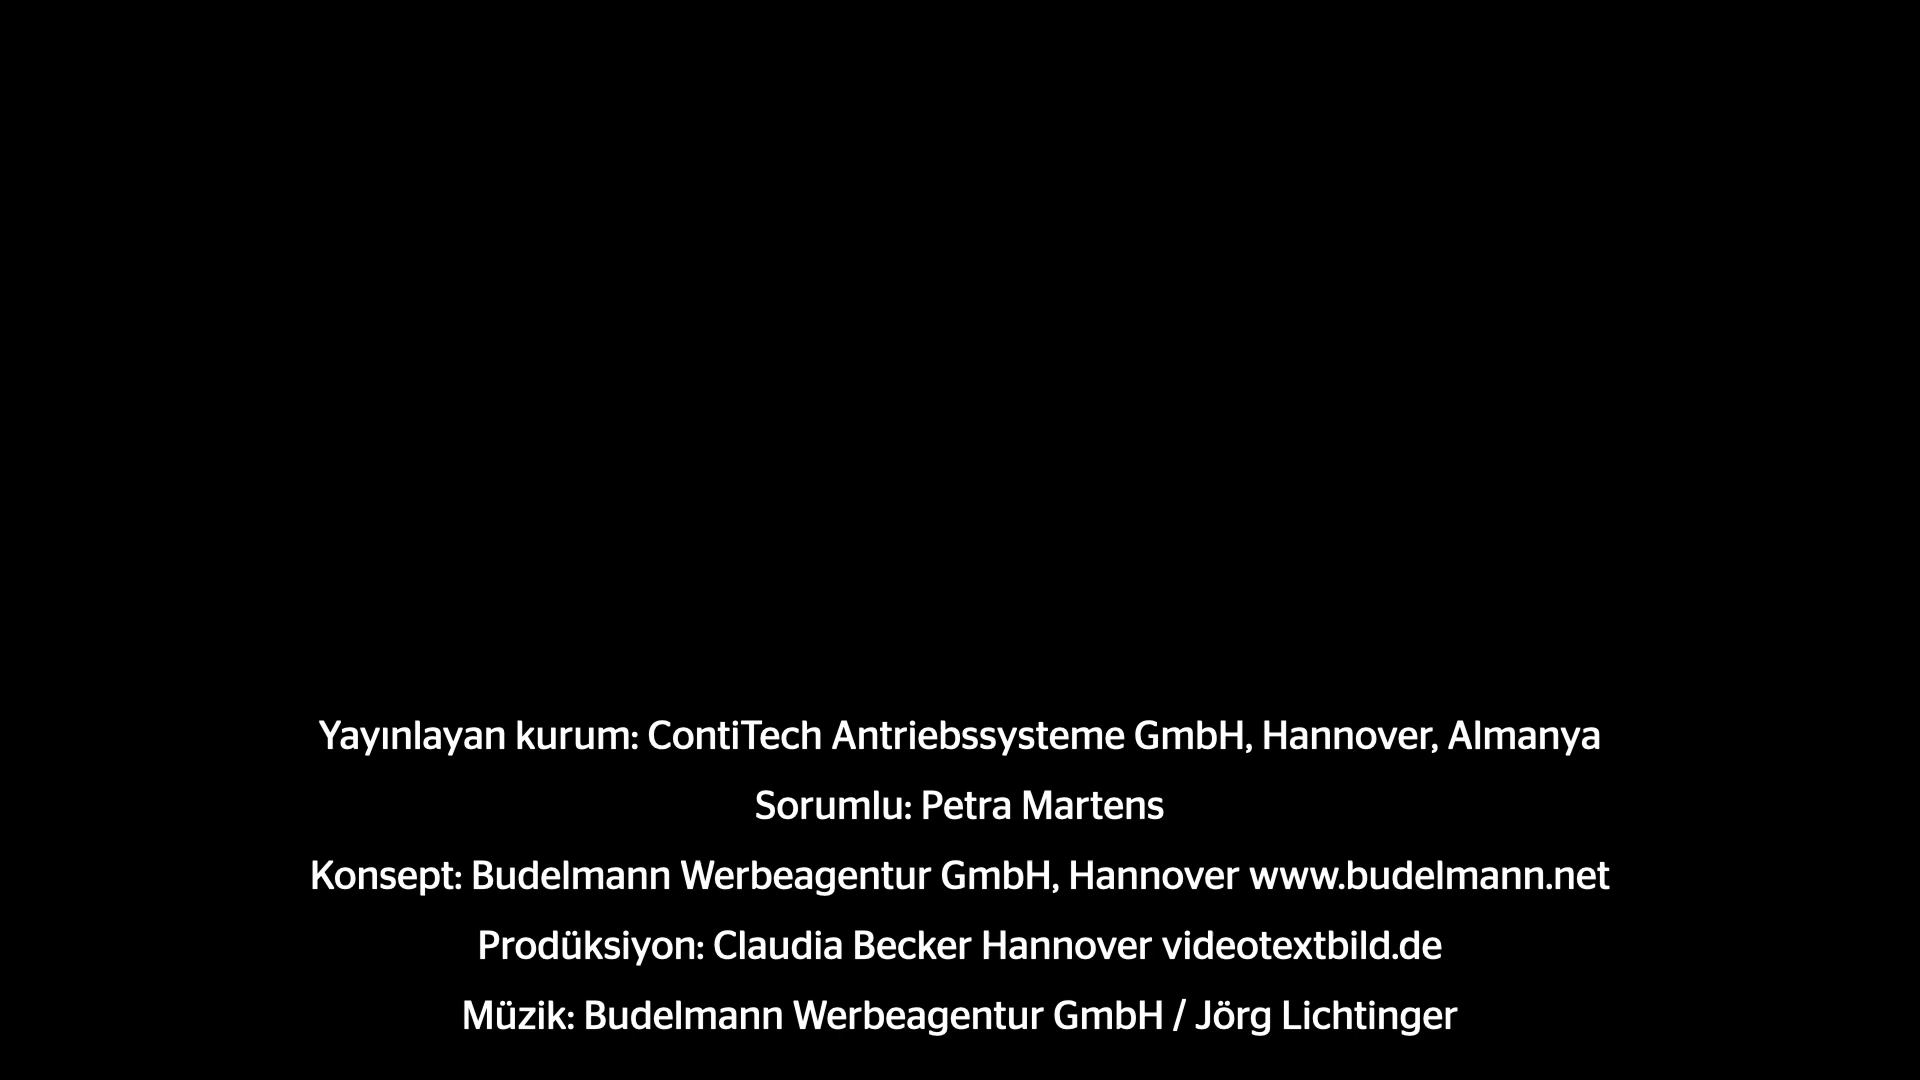 Yayınlayan kurum: ContiTech Antriebssysteme GmbH, Hannover, Almanya
Sorumlu: Petra Martens
Konsept: Budelmann Werbeagentur GmbH, Hannover www.budelmann.net
Prodüksiyon: Claudia Becker Hannover videotextbild.de
Müzik: Budelmann Werbeagentur GmbH / Jörg Lichtinger